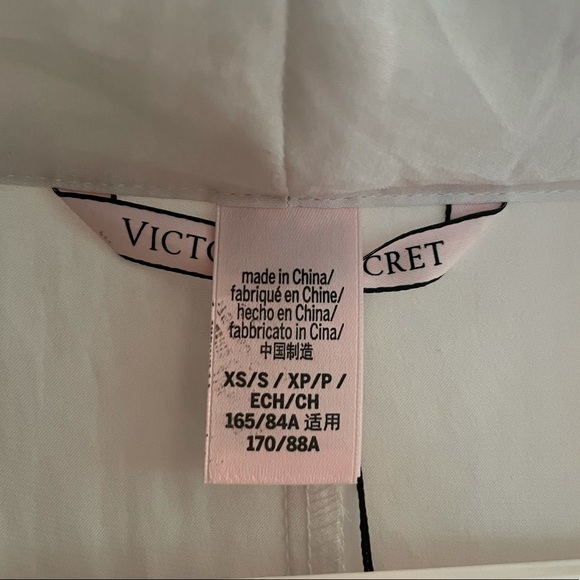 VICTO
CRET
made in China/
fabriqué en Chine/
hecho en China/
fabbricato in Cina/
中国制造
XS/S / XP/P /
ECH/CH
165/84A 适用
170/88A